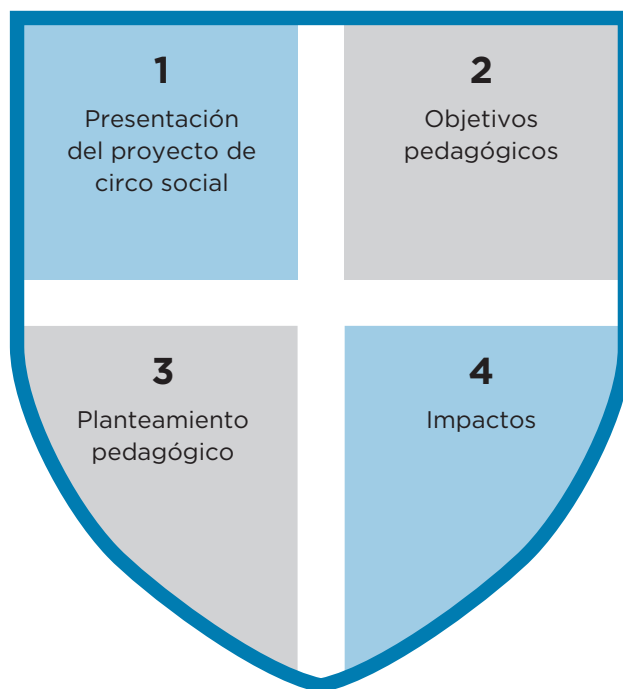 1
Presentación
del proyecto de
circo social
2
Objetivos
pedagógicos
3
Planteamiento
pedagógico
4
Impactos